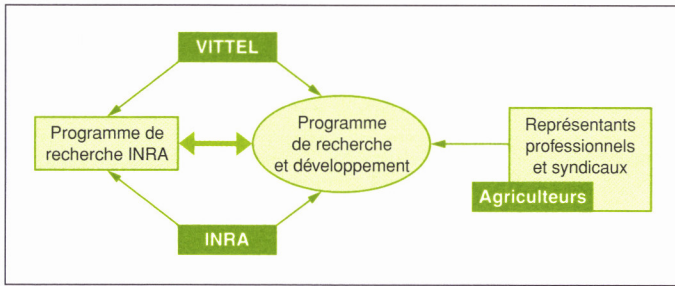 VITTEL
Programme de
recherche INRA
Programme
de recherche
et développement
Représentants
professionnels
et syndicaux
Agriculteurs
INRA